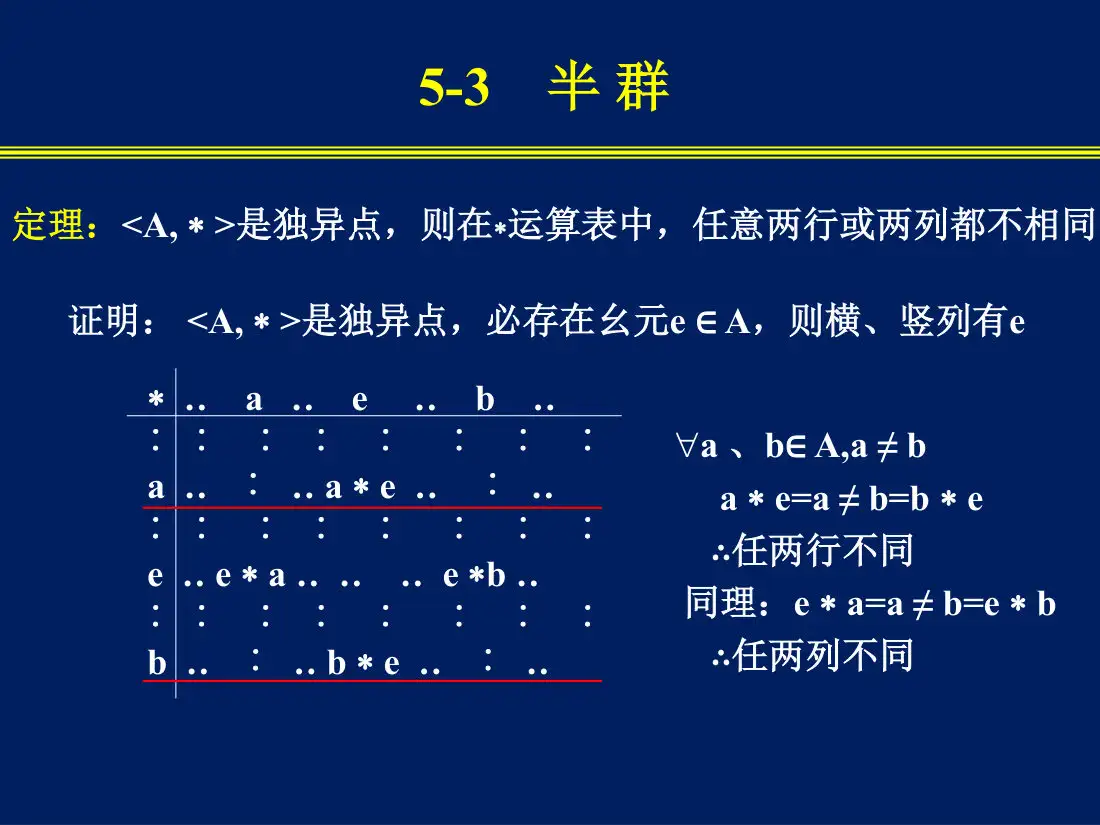 5-3 半 群
定理：<A,＊>是独异点，则在*运算表中，任意两行或两列都不相同
证明： <A,＊>是独异点，必存在幺元e ∈ A，则横、竖列有e
＊ ‥ a ‥ e ‥ b ‥
： ： ： ： ： ： ： ：
a ‥ ： ‥ a＊e ‥ ： ‥
： ： ： ： ： ： ： ：
e ‥ e＊a ‥ ‥ ‥ e＊b ‥
： ： ： ： ： ： ： ：
b ‥ ： ‥ b＊e ‥ ： ‥
∀a 、b∈ A,a ≠ b
a＊e=a ≠ b=b＊e
∴任两行不同
同理：e＊a=a ≠ b=e＊b
∴任两列不同